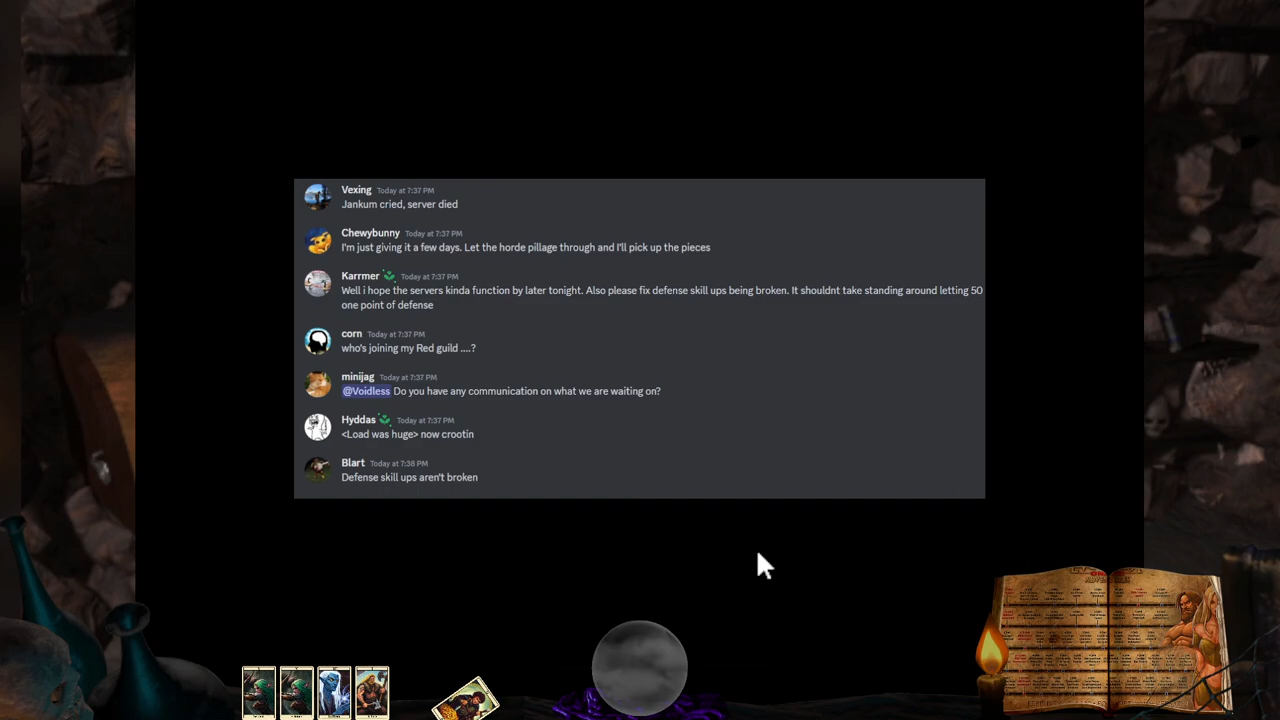 Vexing Today at 7:37 PM
Jankum cried, server died
Chewybunny Today at 7:37 PM
I'm just giving it a few days. Let the horde pillage through and I'll pick up the pieces
Karrmer Today at 7:37 PM
Well i hope the servers kinda function by later tonight. Also please fix defense skill ups being broken. It shouldnt take standing around letting 50
one point of defense
corn Today at 7:37 PM
who's joining my Red guild ....?
minijag Today at 7:37 PM
@Voidless Do you have any communication on what we are waiting on?
Hyddas Today at 7:37 PM
<Load was huge> now crootin
Blart Today at 7:38 PM
Defense skill ups aren't broken